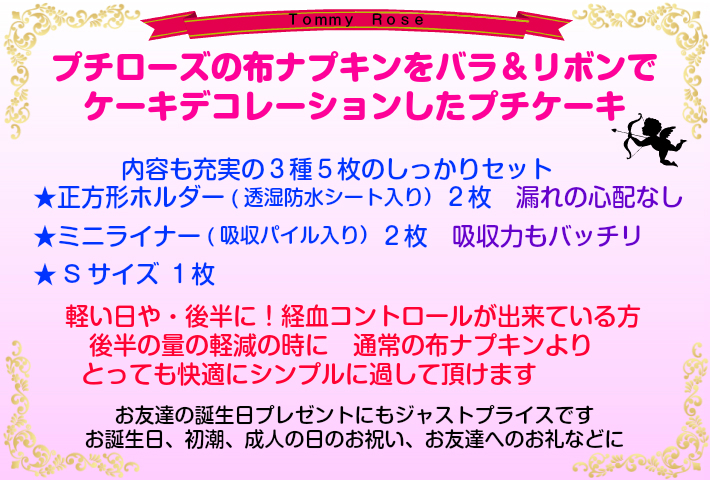 Tommy Rose
プチローズの布ナプキンをバラ＆リボンで
ケーキデコレーションしたプチケーキ
内容も充実の３種５枚のしっかりセット
★正方形ホルダー(透湿防水シート入り）２枚　漏れの心配なし
★ミニライナー(吸収パイル入り）２枚　吸収力もバッチリ
★Ｓサイズ １枚
軽い日や・後半に！経血コントロールが出来ている方
後半の量の軽減の時に　通常の布ナプキンより
とっても快適にシンプルに過して頂けます
お友達の誕生日プレゼントにもジャストプライスです
お誕生日、初潮、成人の日のお祝い、お友達へのお礼などに